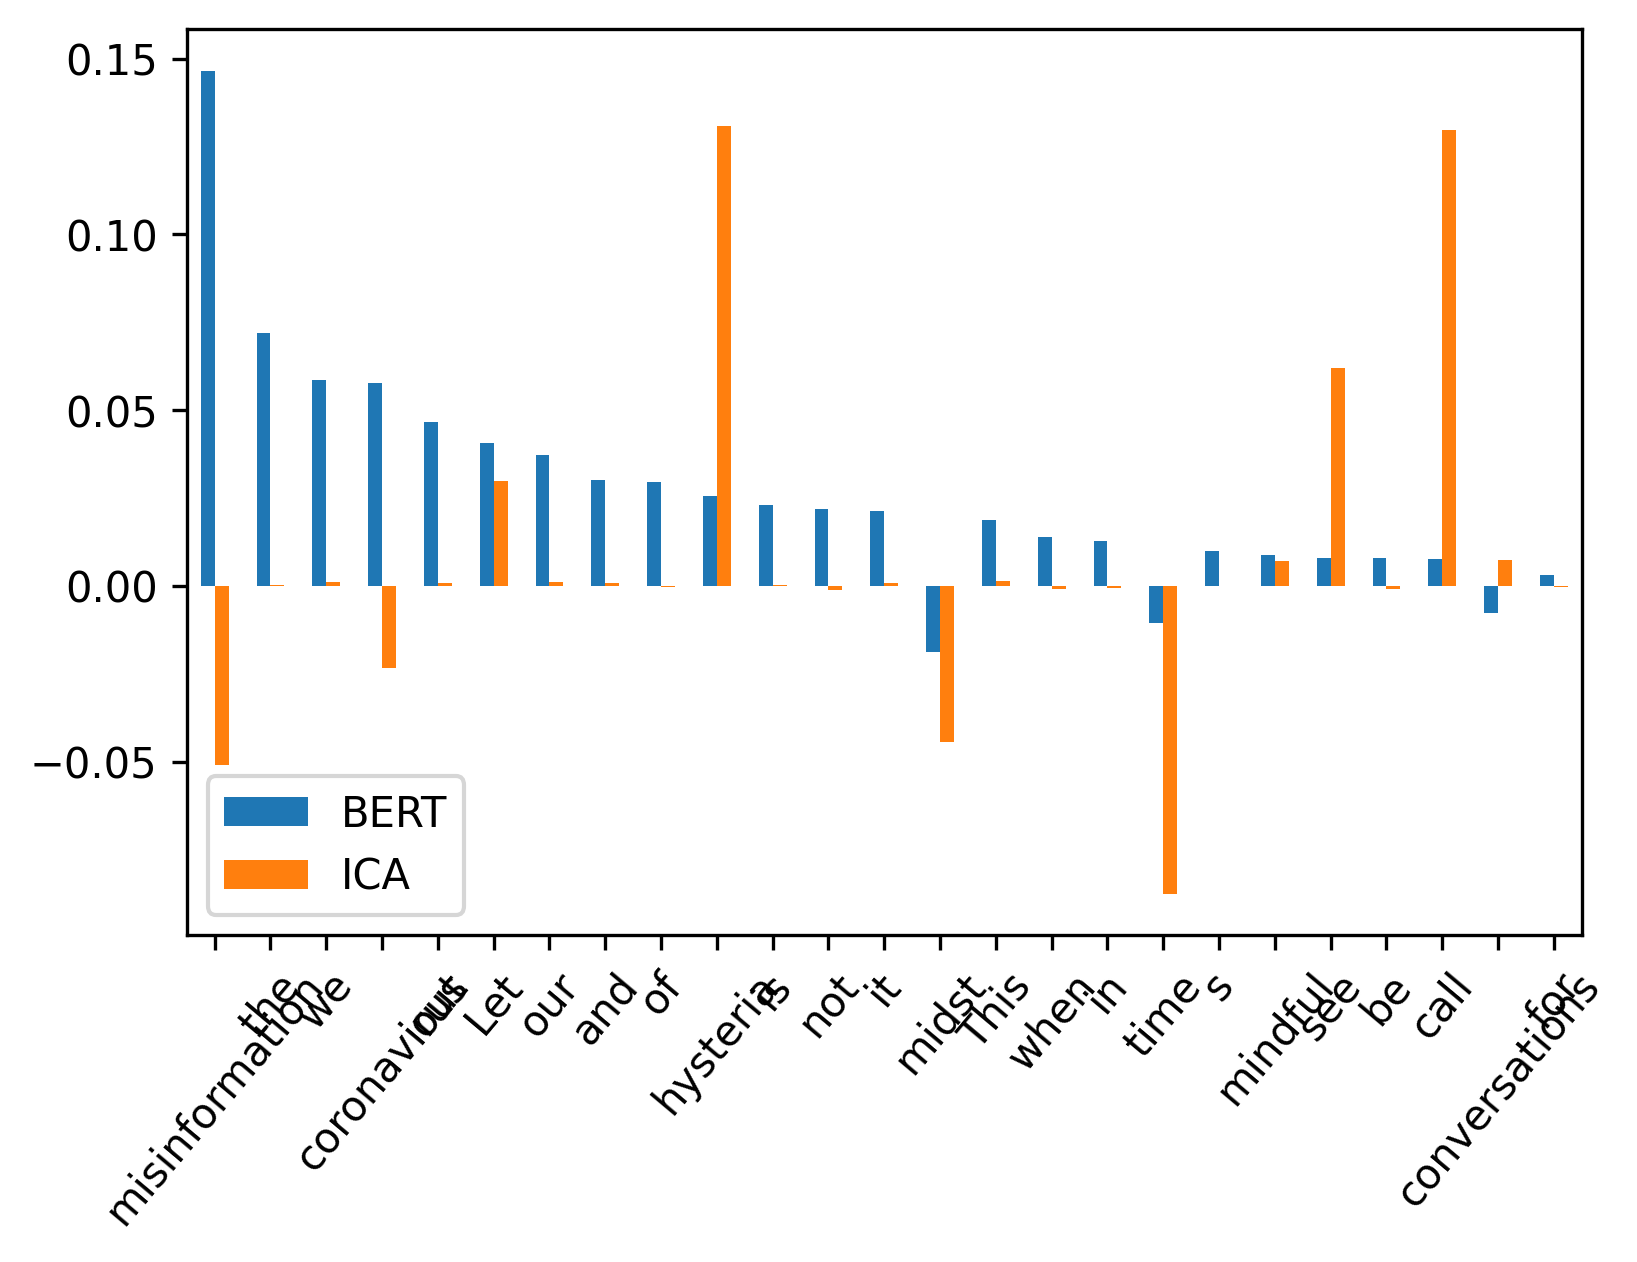 0.15
0.10
0.05
0.00
−0.05
BERT
ICA
misinformation
the
We
coronavirus
out
Let
our
and
of
hysteria
is
not
it
midst
This
when
in
time
s
mindful
see
be
call
conversations
for